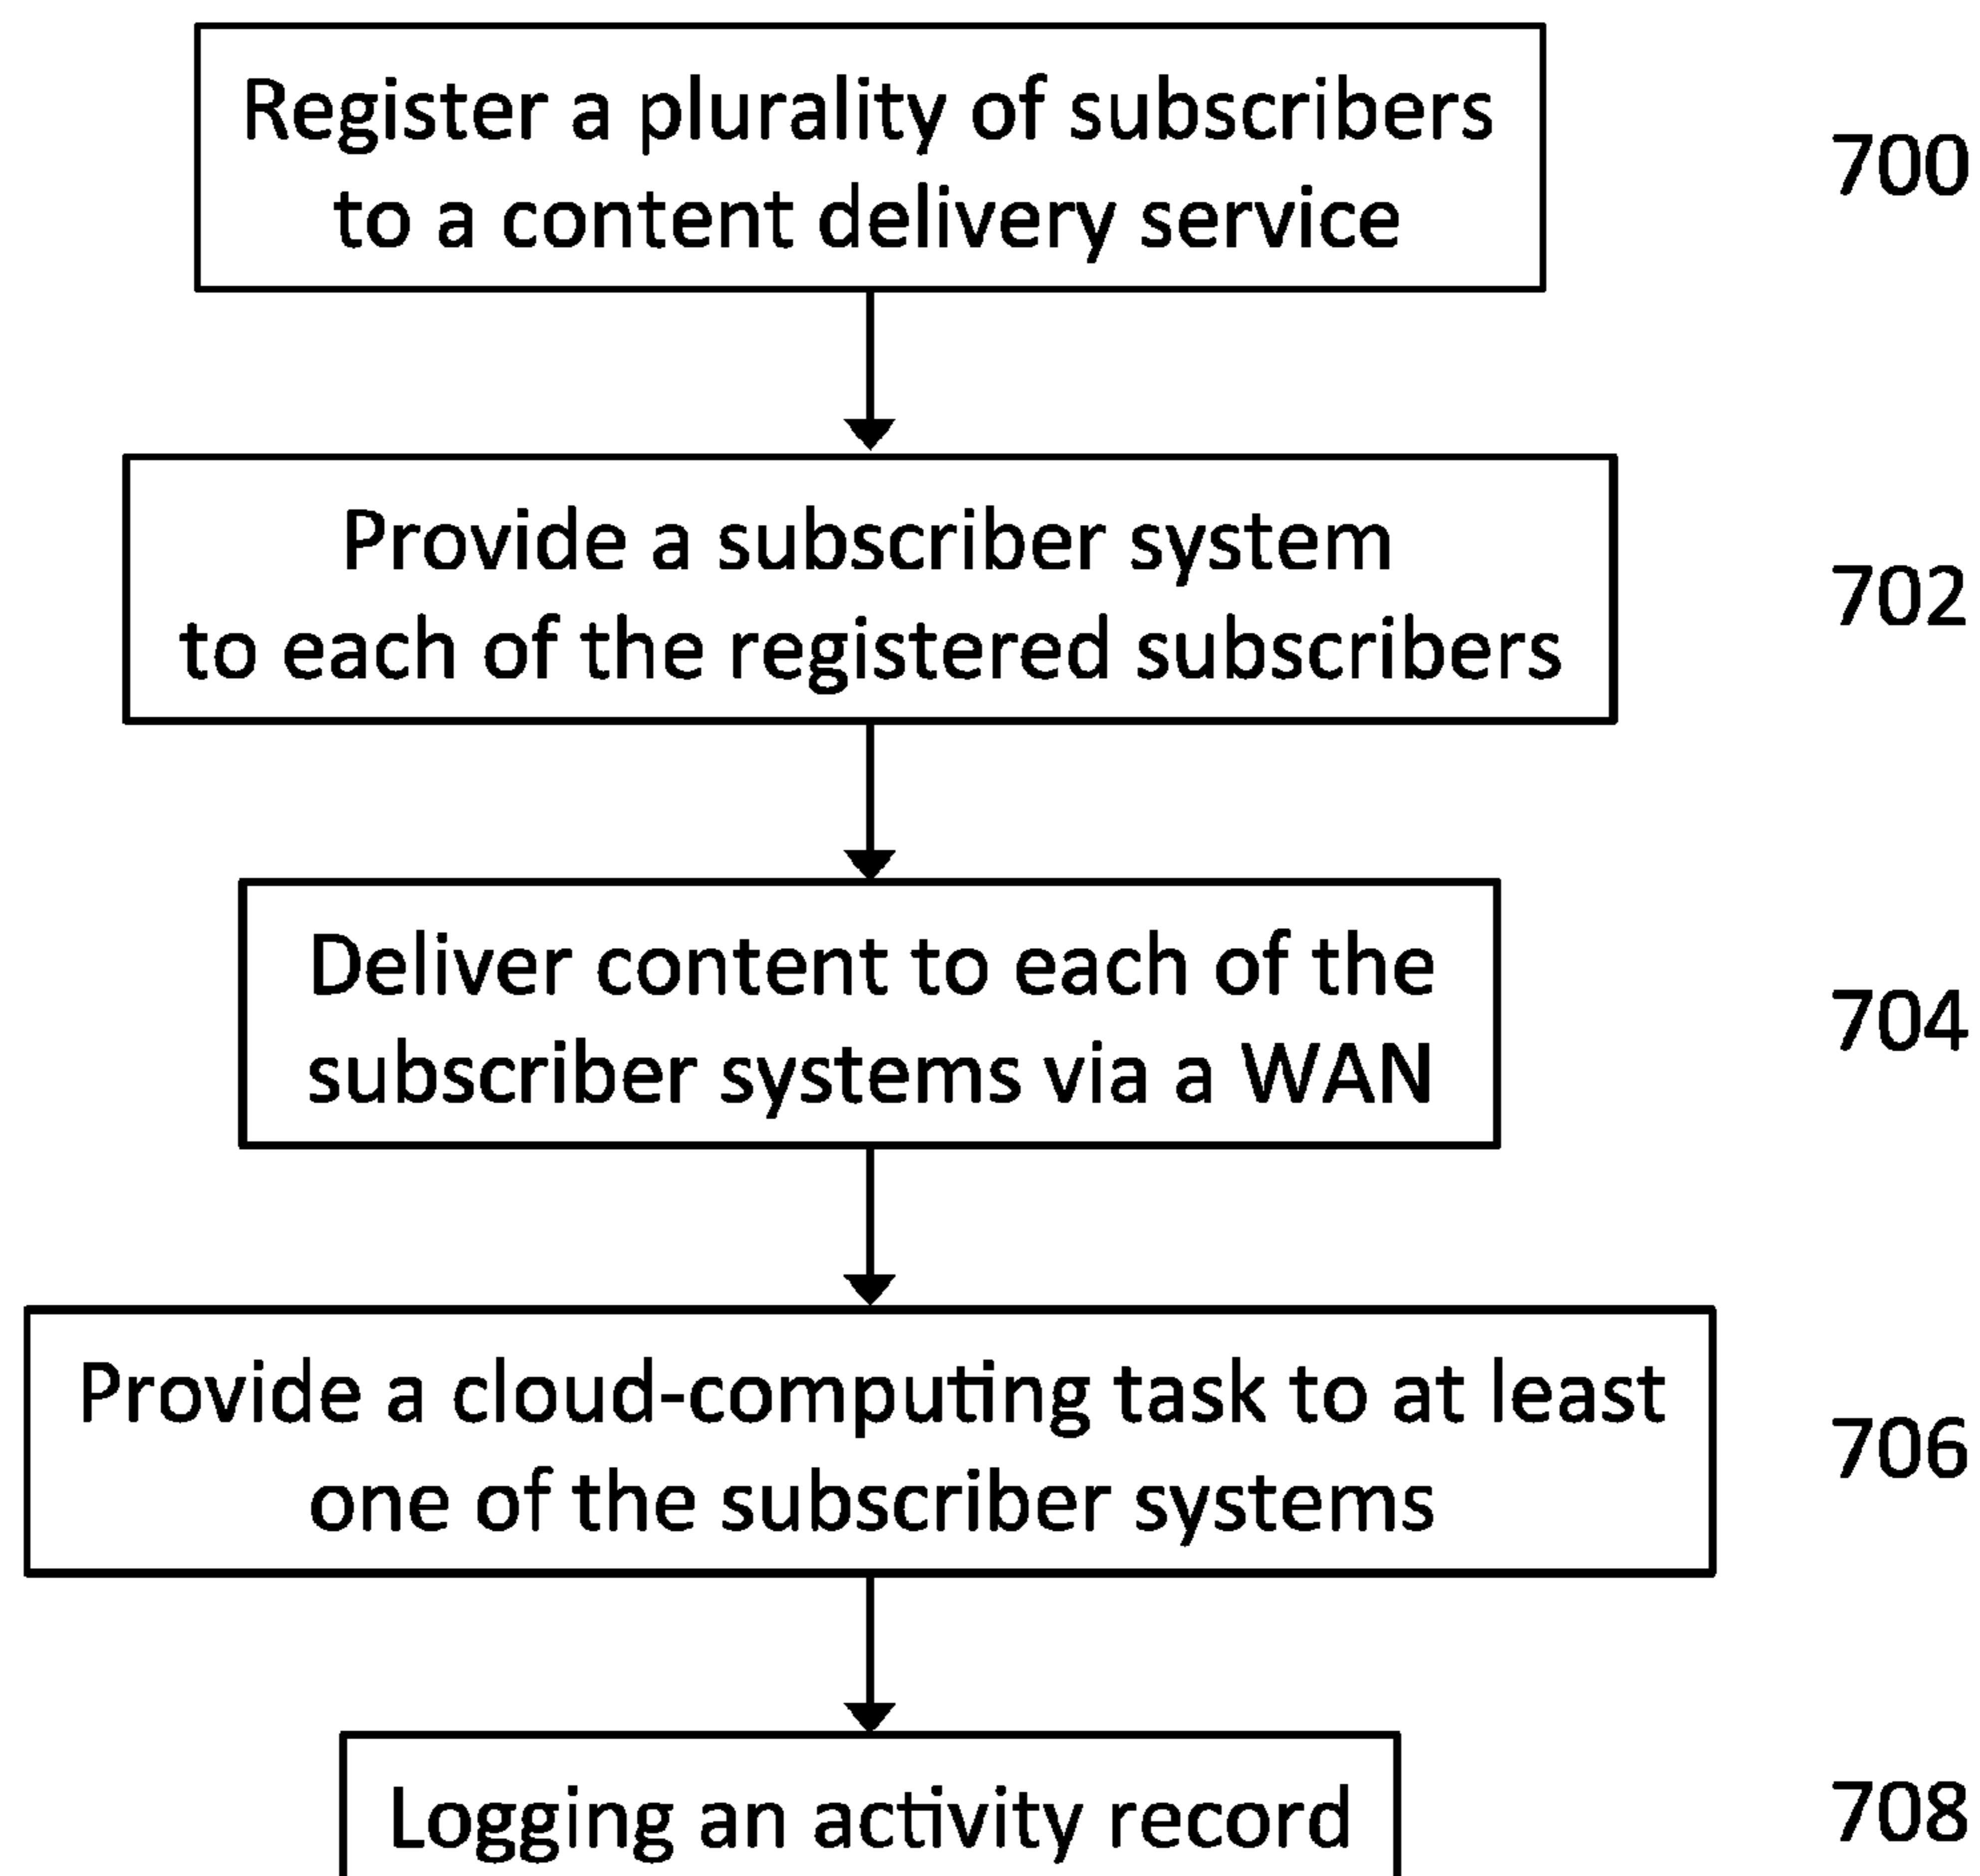 Register a plurality of subscribers
to a content delivery service
700
Provide a subscriber system
to each of the registered subscribers
702
Deliver content to each of the
subscriber systems via a WAN
704
Provide a cloud-computing task to at least
one of the subscriber systems
706
Logging an activity record
708